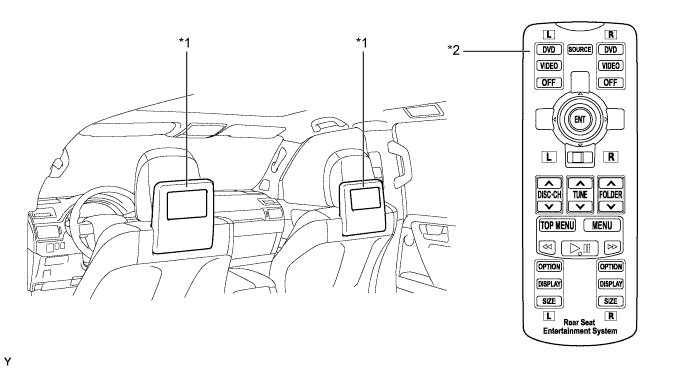 *1
*1
*2
L R
DVD SOURCE DVD
VIDEO VIDEO
OFF OFF
ENT
L R
DISC·CH TUNE FOLDER
TOP MENU MENU
OPTION OPTION
DISPLAY DISPLAY
SIZE SIZE
L R
Rear Seat
Entertainment System
Y